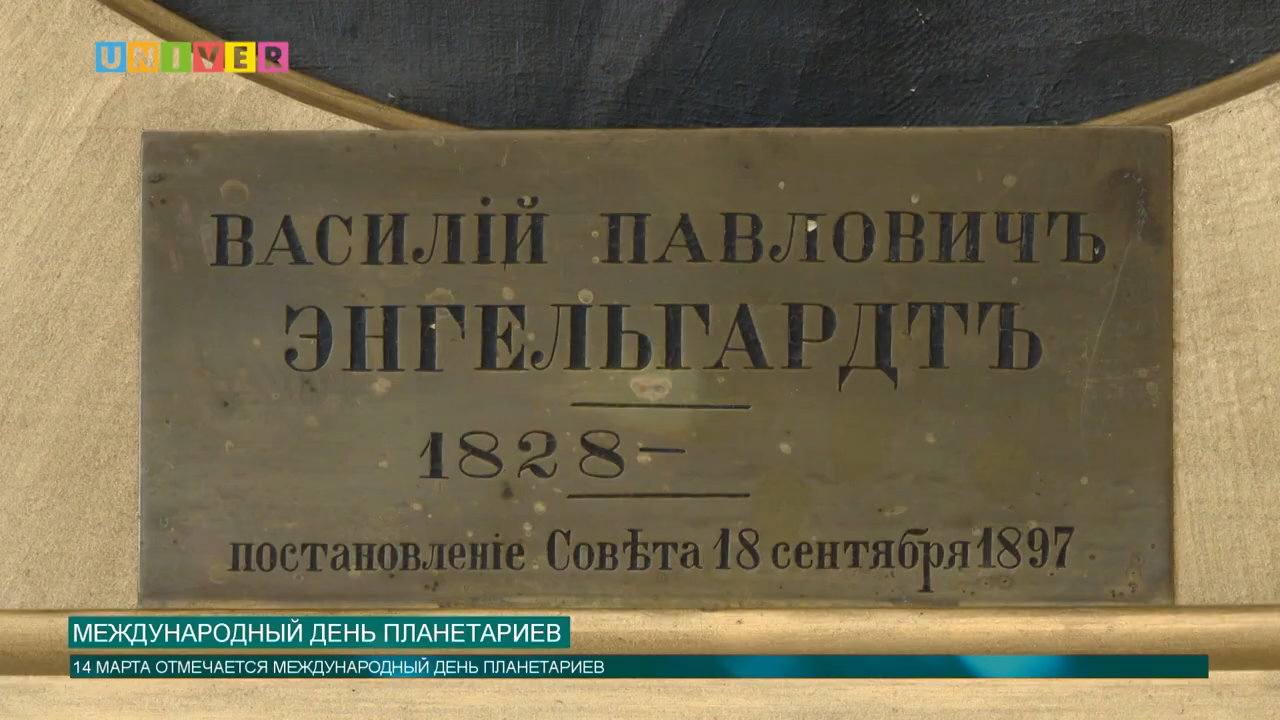 UNIVER
ВАСИЛІЙ ПАВЛОВИЧЪ
ЭНГЕЛЬГАРДТЪ
1828–
постановленіе Совѣта 18 сентября 1897
МЕЖДУНАРОДНЫЙ ДЕНЬ ПЛАНЕТАРИЕВ
14 МАРТА ОТМЕЧАЕТСЯ МЕЖДУНАРОДНЫЙ ДЕНЬ ПЛАНЕТАРИЕВ